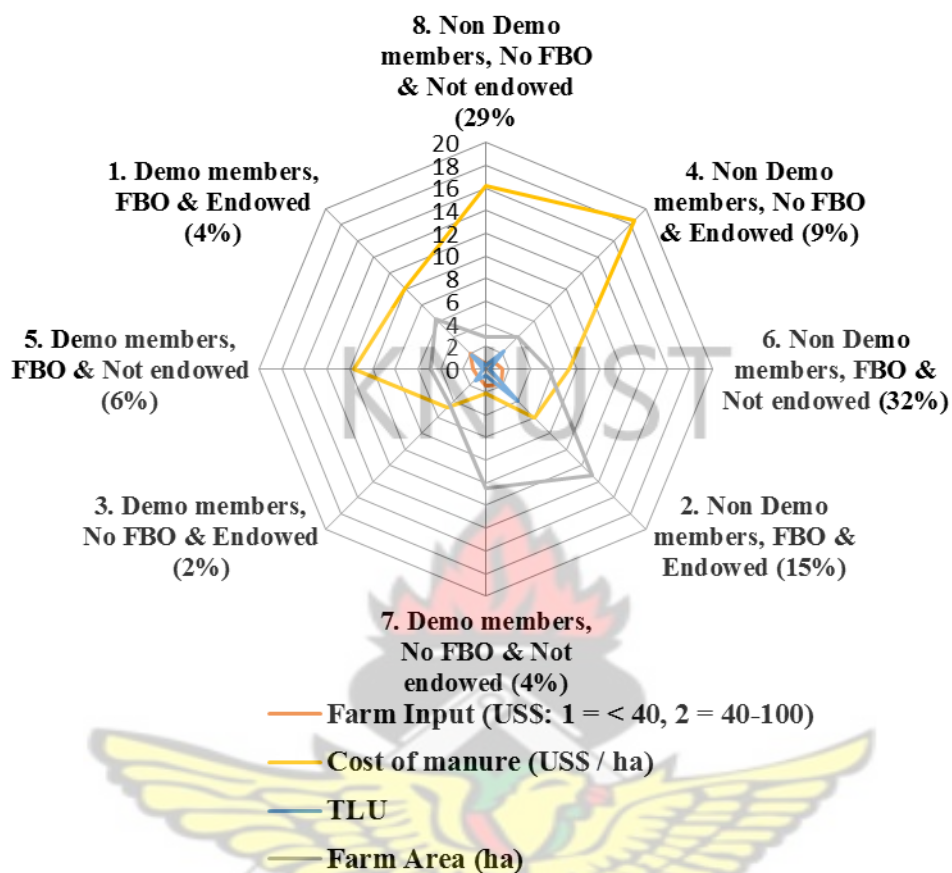 8. Non Demo
members, No FBO
& Not endowed
(29%
1. Demo members,
FBO & Endowed
(4%)
4. Non Demo
members, No FBO
& Endowed (9%)
5. Demo members,
FBO & Not endowed
(6%)
6. Non Demo
members, FBO &
Not endowed (32%)
3. Demo members,
No FBO & Endowed
(2%)
2. Non Demo
members, FBO &
Endowed (15%)
7. Demo members,
No FBO & Not
endowed (4%)
20
18
16
14
12
10
8
6
4
2
0
KNUST
Farm Input (US$: 1 = < 40, 2 = 40-100)
Cost of manure (US$ / ha)
TLU
Farm Area (ha)